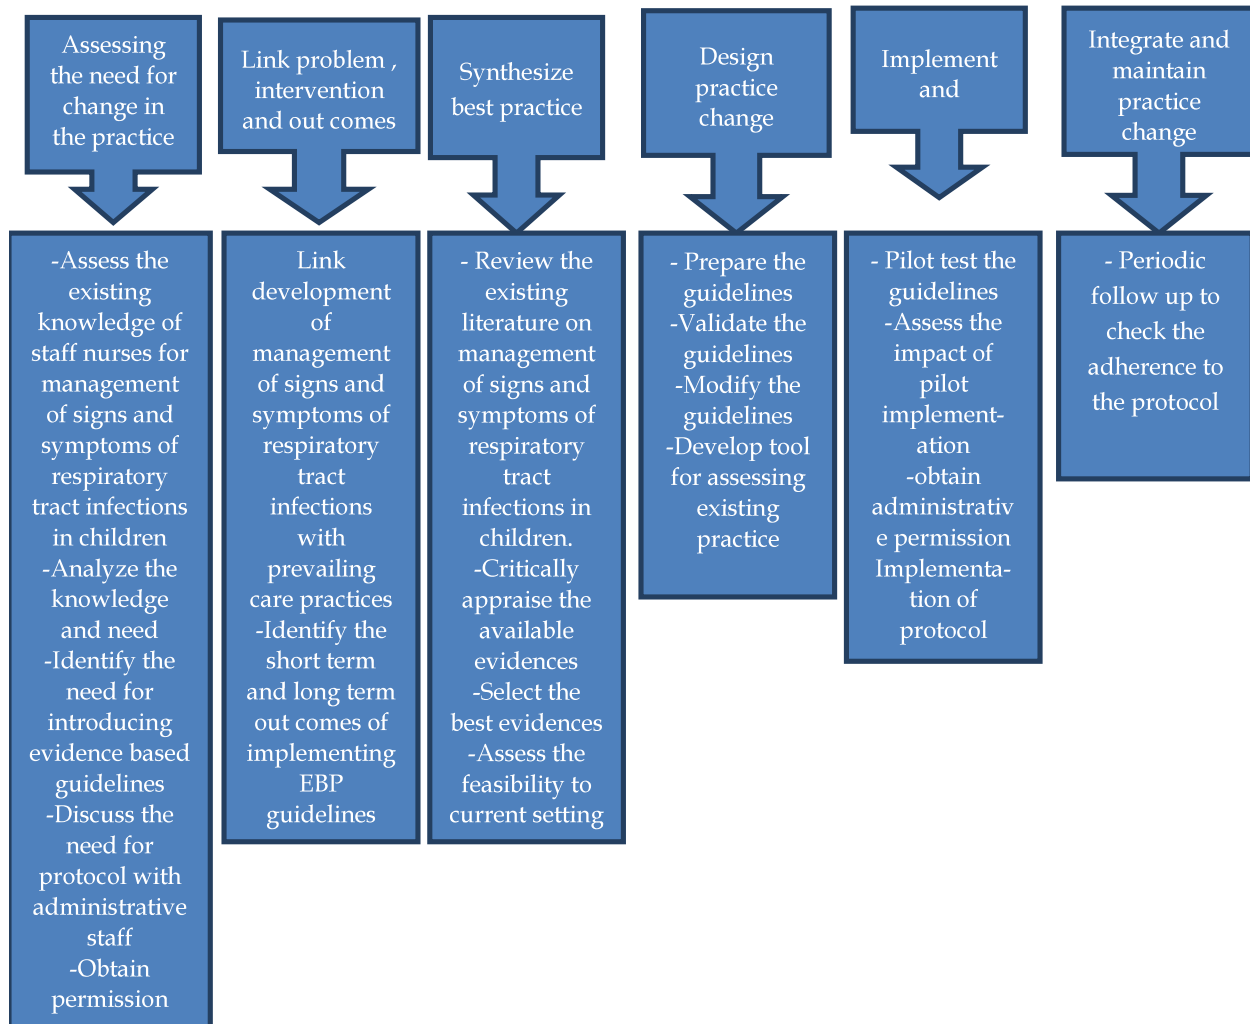 Assessing
the need for
change in
the practice
Link problem ,
intervention
and out comes
Synthesize
best practice
Design
practice
change
Implement
and
Integrate and
maintain
practice
change
-Assess the
existing
knowledge of
staff nurses for
management
of signs and
symptoms of
respiratory
tract infections
in children
-Analyze the
knowledge
and need
-Identify the
need for
introducing
evidence based
guidelines
-Discuss the
need for
protocol with
administrative
staff
-Obtain
permission
Link
development
of
management
of signs and
symptoms of
respiratory
tract
infections
with
prevailing
care practices
-Identify the
short term
and long term
out comes of
implementing
EBP
guidelines
- Review the
existing
literature on
management
of signs and
symptoms of
respiratory
tract
infections in
children.
-Critically
appraise the
available
evidences
-Select the
best evidences
-Assess the
feasibility to
current setting
- Prepare the
guidelines
-Validate the
guidelines
-Modify the
guidelines
-Develop tool
for assessing
existing
practice
- Pilot test the
guidelines
-Assess the
impact of
pilot
implement-
ation
-obtain
administrativ
e permission
Implementa-
tion of
protocol
- Periodic
follow up to
check the
adherence to
the protocol